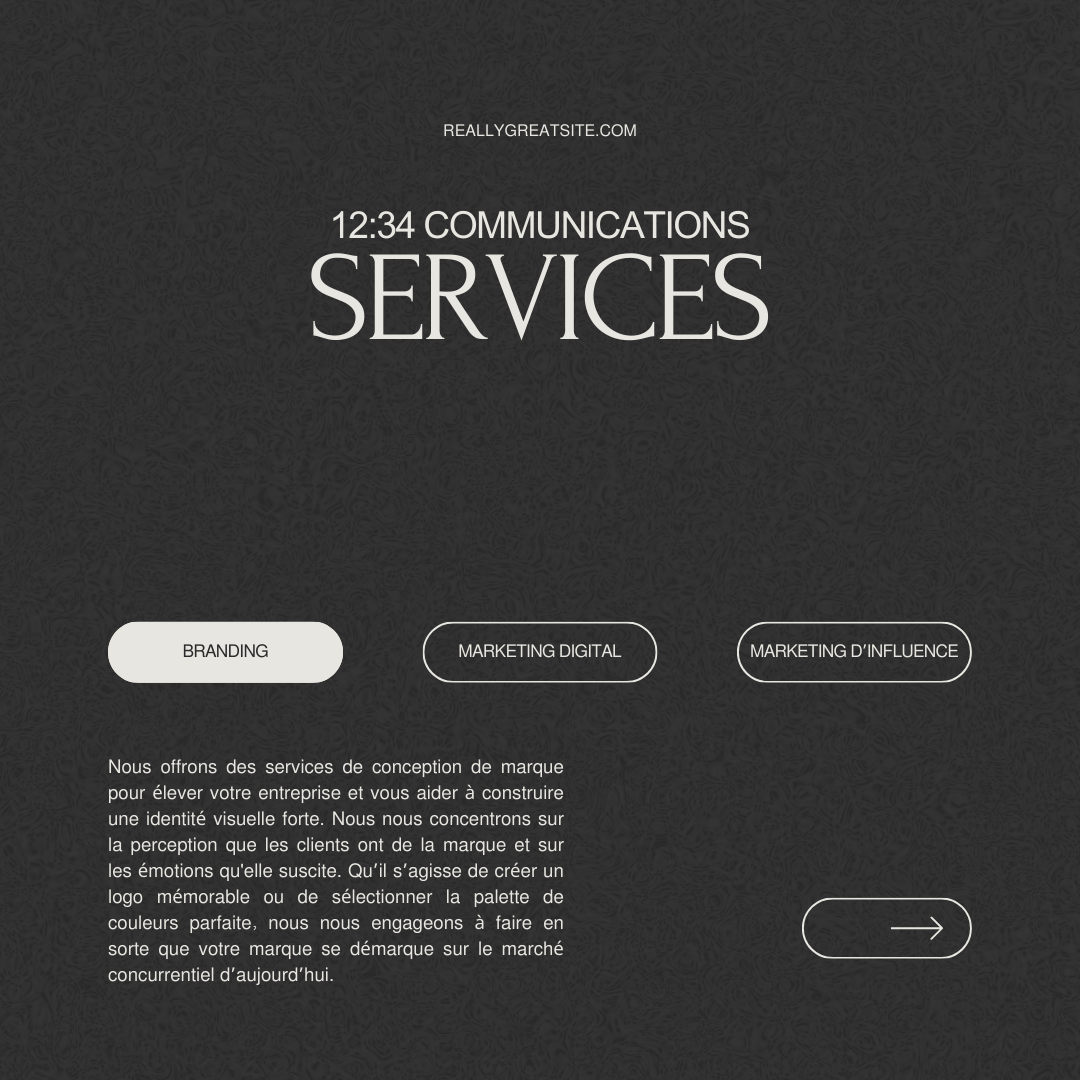 REALLYGREATSITE.COM
12:34 COMMUNICATIONS
SERVICES
BRANDING
MARKETING DIGITAL
MARKETING D’INFLUENCE
Nous offrons des services de conception de marque
pour élever votre entreprise et vous aider à construire
une identité visuelle forte. Nous nous concentrons sur
la perception que les clients ont de la marque et sur
les émotions qu'elle suscite. Qu’il s’agisse de créer un
logo mémorable ou de sélectionner la palette de
couleurs parfaite, nous nous engageons à faire en
sorte que votre marque se démarque sur le marché
concurrentiel d’aujourd’hui.